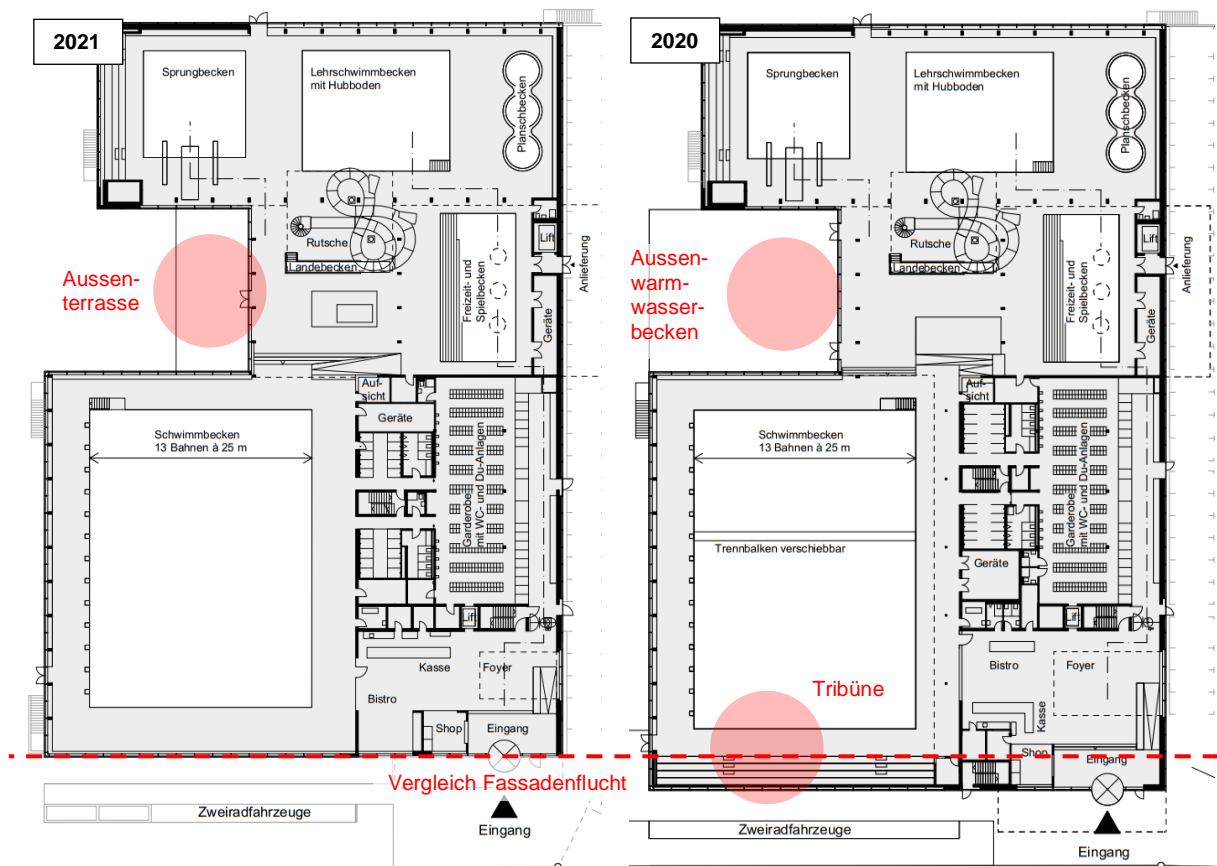 2021
Sprungbecken
Lehrschwimmbecken
mit Hubboden
Planschbecken
Rutsche
Landebecken
Lift
Anlieferung
Aussen-
terrasse
Freizeit- und
Spielbecken
Geräte
Auf-
sicht
Geräte
Schwimmbecken
13 Bahnen à 25 m
Garderobe
mit WC- und Du-Anlagen
Lift
Kasse
Foyer
Bistro
Shop
Eingang
Vergleich Fassadenflucht
Zweiradfahrzeuge
Eingang
2020
Sprungbecken
Lehrschwimmbecken
mit Hubboden
Planschbecken
Rutsche
Landebecken
Lift
Anlieferung
Aussen-
warm-
wasser-
becken
Freizeit- und
Spielbecken
Geräte
Auf-
sicht
Schwimmbecken
13 Bahnen à 25 m
Garderobe
mit WC- und Du-Anlagen
Trennbalken verschiebbar
Geräte
Lift
Bistro
Foyer
Tribüne
Kasse
Shop
Eingang
Zweiradfahrzeuge
Eingang